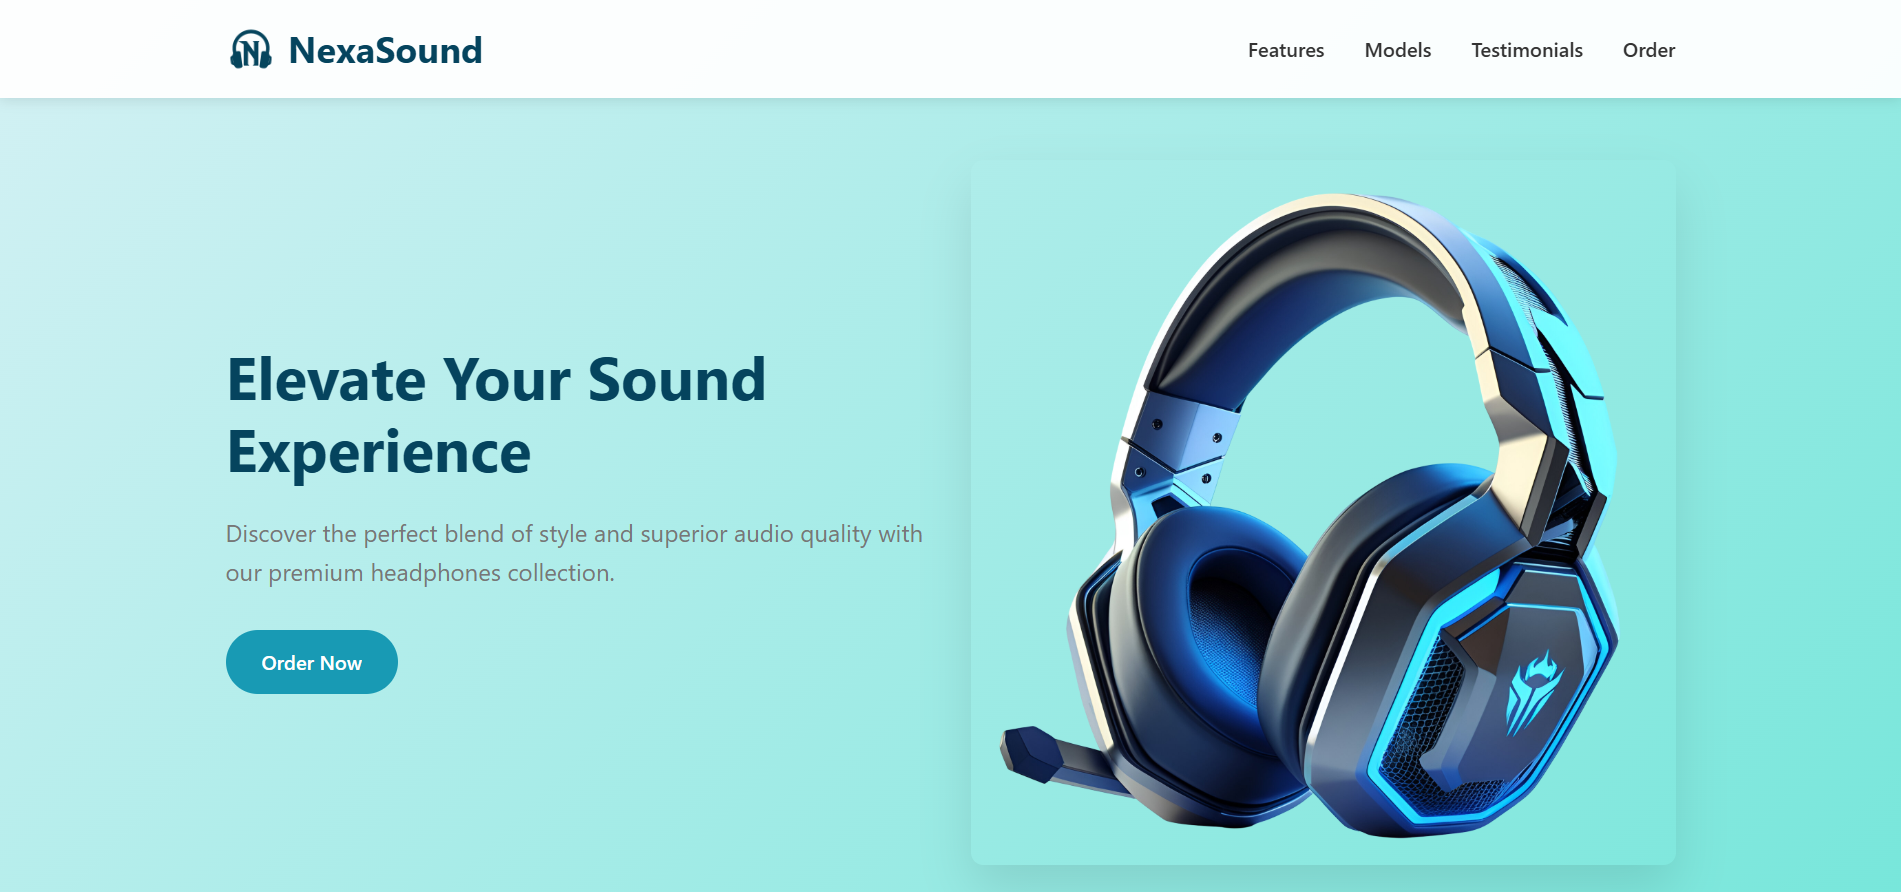 N NexaSound
Features Models Testimonials Order
Elevate Your Sound
Experience
Discover the perfect blend of style and superior audio quality with
our premium headphones collection.
Order Now